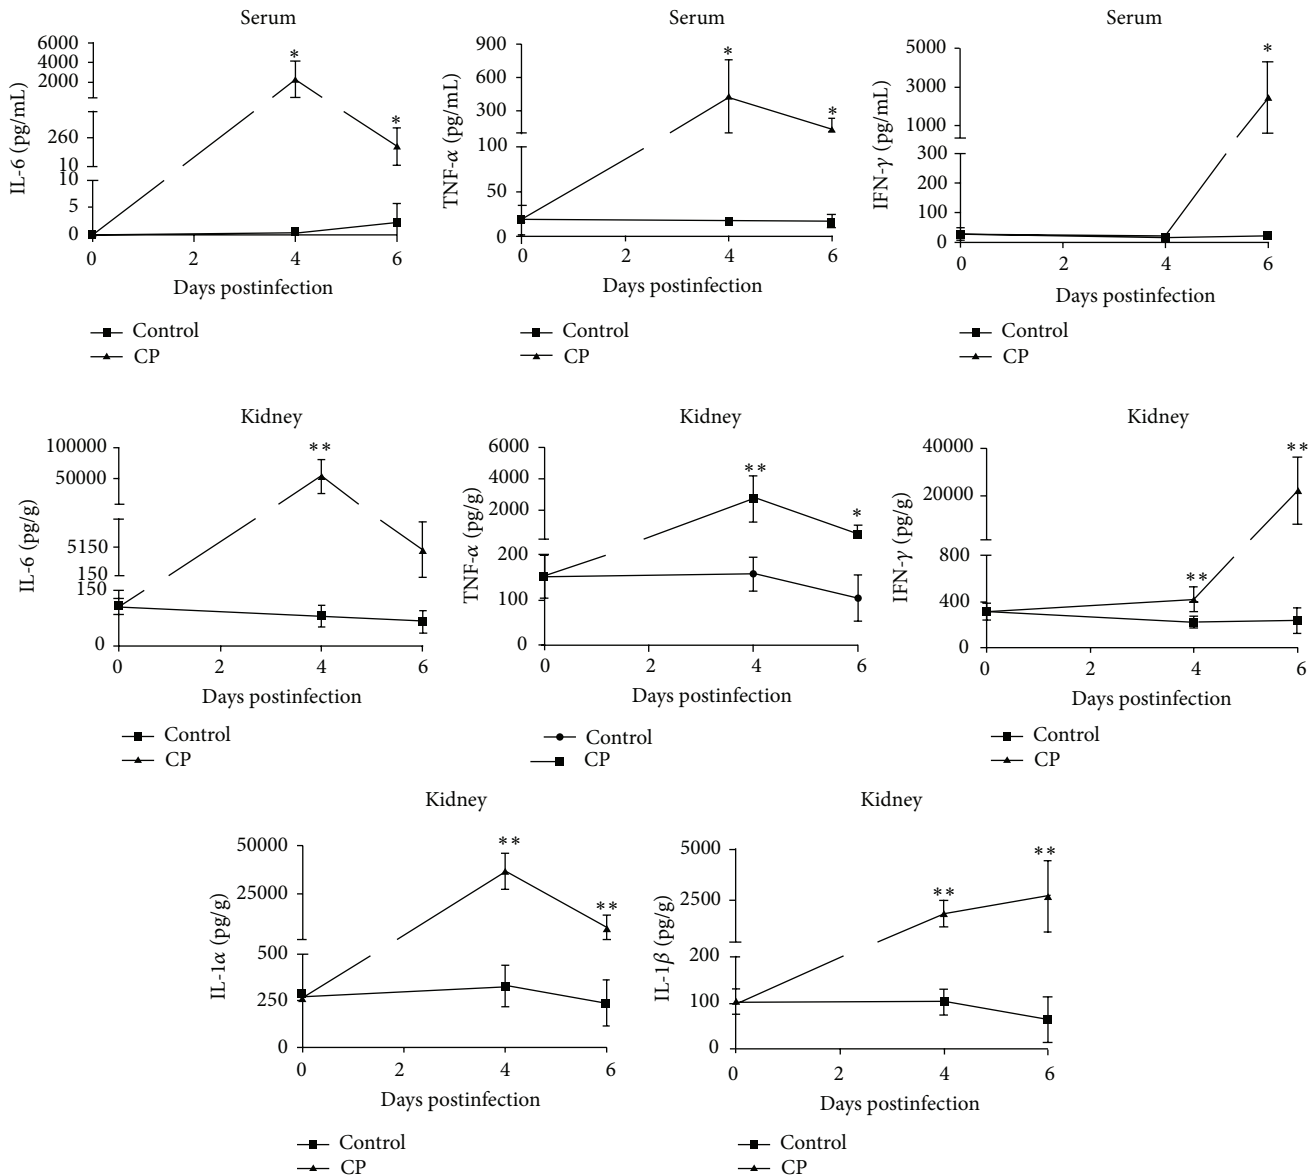 Serum
IL-6 (pg/mL)
6000
4000
2000
260
10
10
5
0
*
*
0 2 4 6
Days postinfection
Control
CP
Serum
TNF-α (pg/mL)
900
600
300
100
50
0
*
*
0 2 4 6
Days postinfection
Control
CP
Serum
IFN-γ (pg/mL)
5000
3000
1000
300
200
100
0
*
0 2 4 6
Days postinfection
Control
CP
Kidney
IL-6 (pg/g)
100000
50000
5150
150
150
0
**
0 2 4 6
Days postinfection
Control
CP
Kidney
TNF-α (pg/g)
6000
4000
2000
200
100
0
**
*
0 2 4 6
Days postinfection
Control
CP
Kidney
IFN-γ (pg/g)
40000
20000
800
400
0
**
**
0 2 4 6
Days postinfection
Control
CP
Kidney
IL-1α (pg/g)
50000
25000
500
250
0
**
**
0 2 4 6
Days postinfection
Control
CP
Kidney
IL-1β (pg/g)
5000
2500
200
100
0
**
**
0 2 4 6
Days postinfection
Control
CP